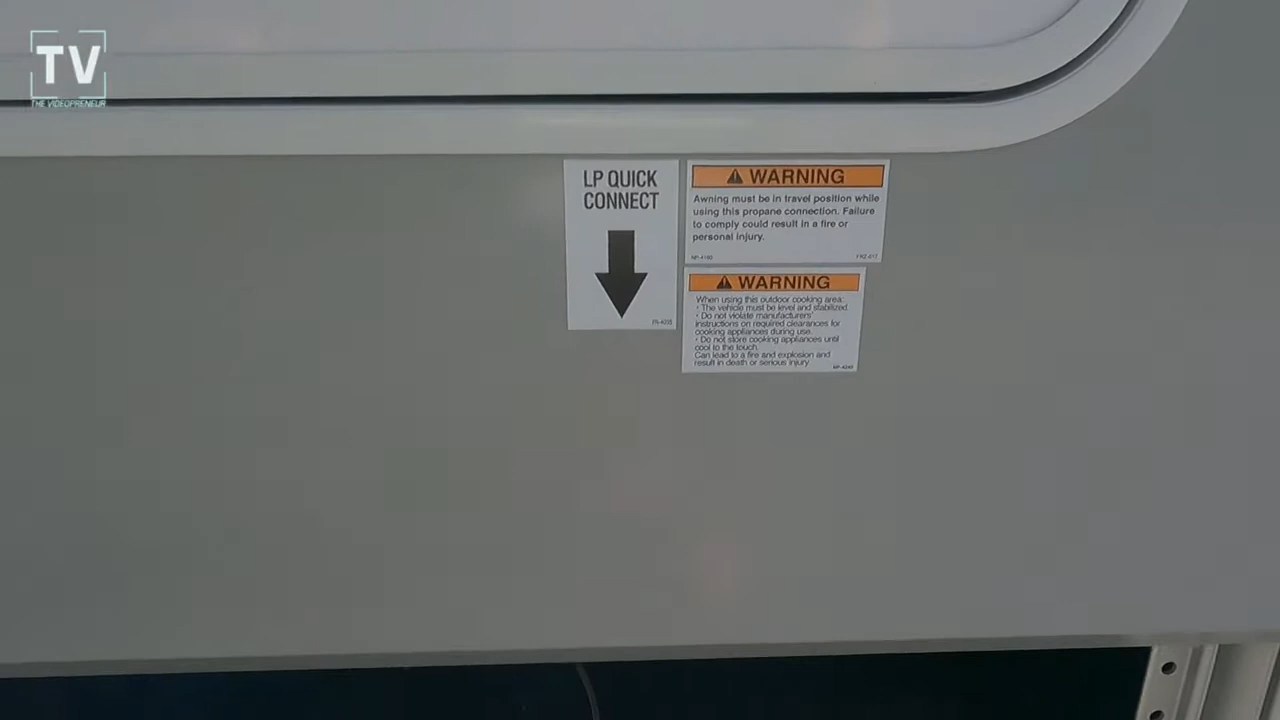 TV
THE VIDEOPRENEUR
LP QUICK
CONNECT
WARNING
Awning must be in travel position while
using this propane connection. Failure
to comply could result in a fire or
personal injury.
WARNING
When using this outdoor cooking area:
· The vehicle must be level and stabilized.
· Do not violate manufacturers'
instructions on required clearances for
cooking appliances during use.
· Do not store cooking appliances until
cool to the touch.
Can lead to a fire and explosion and
result in death or serious injury